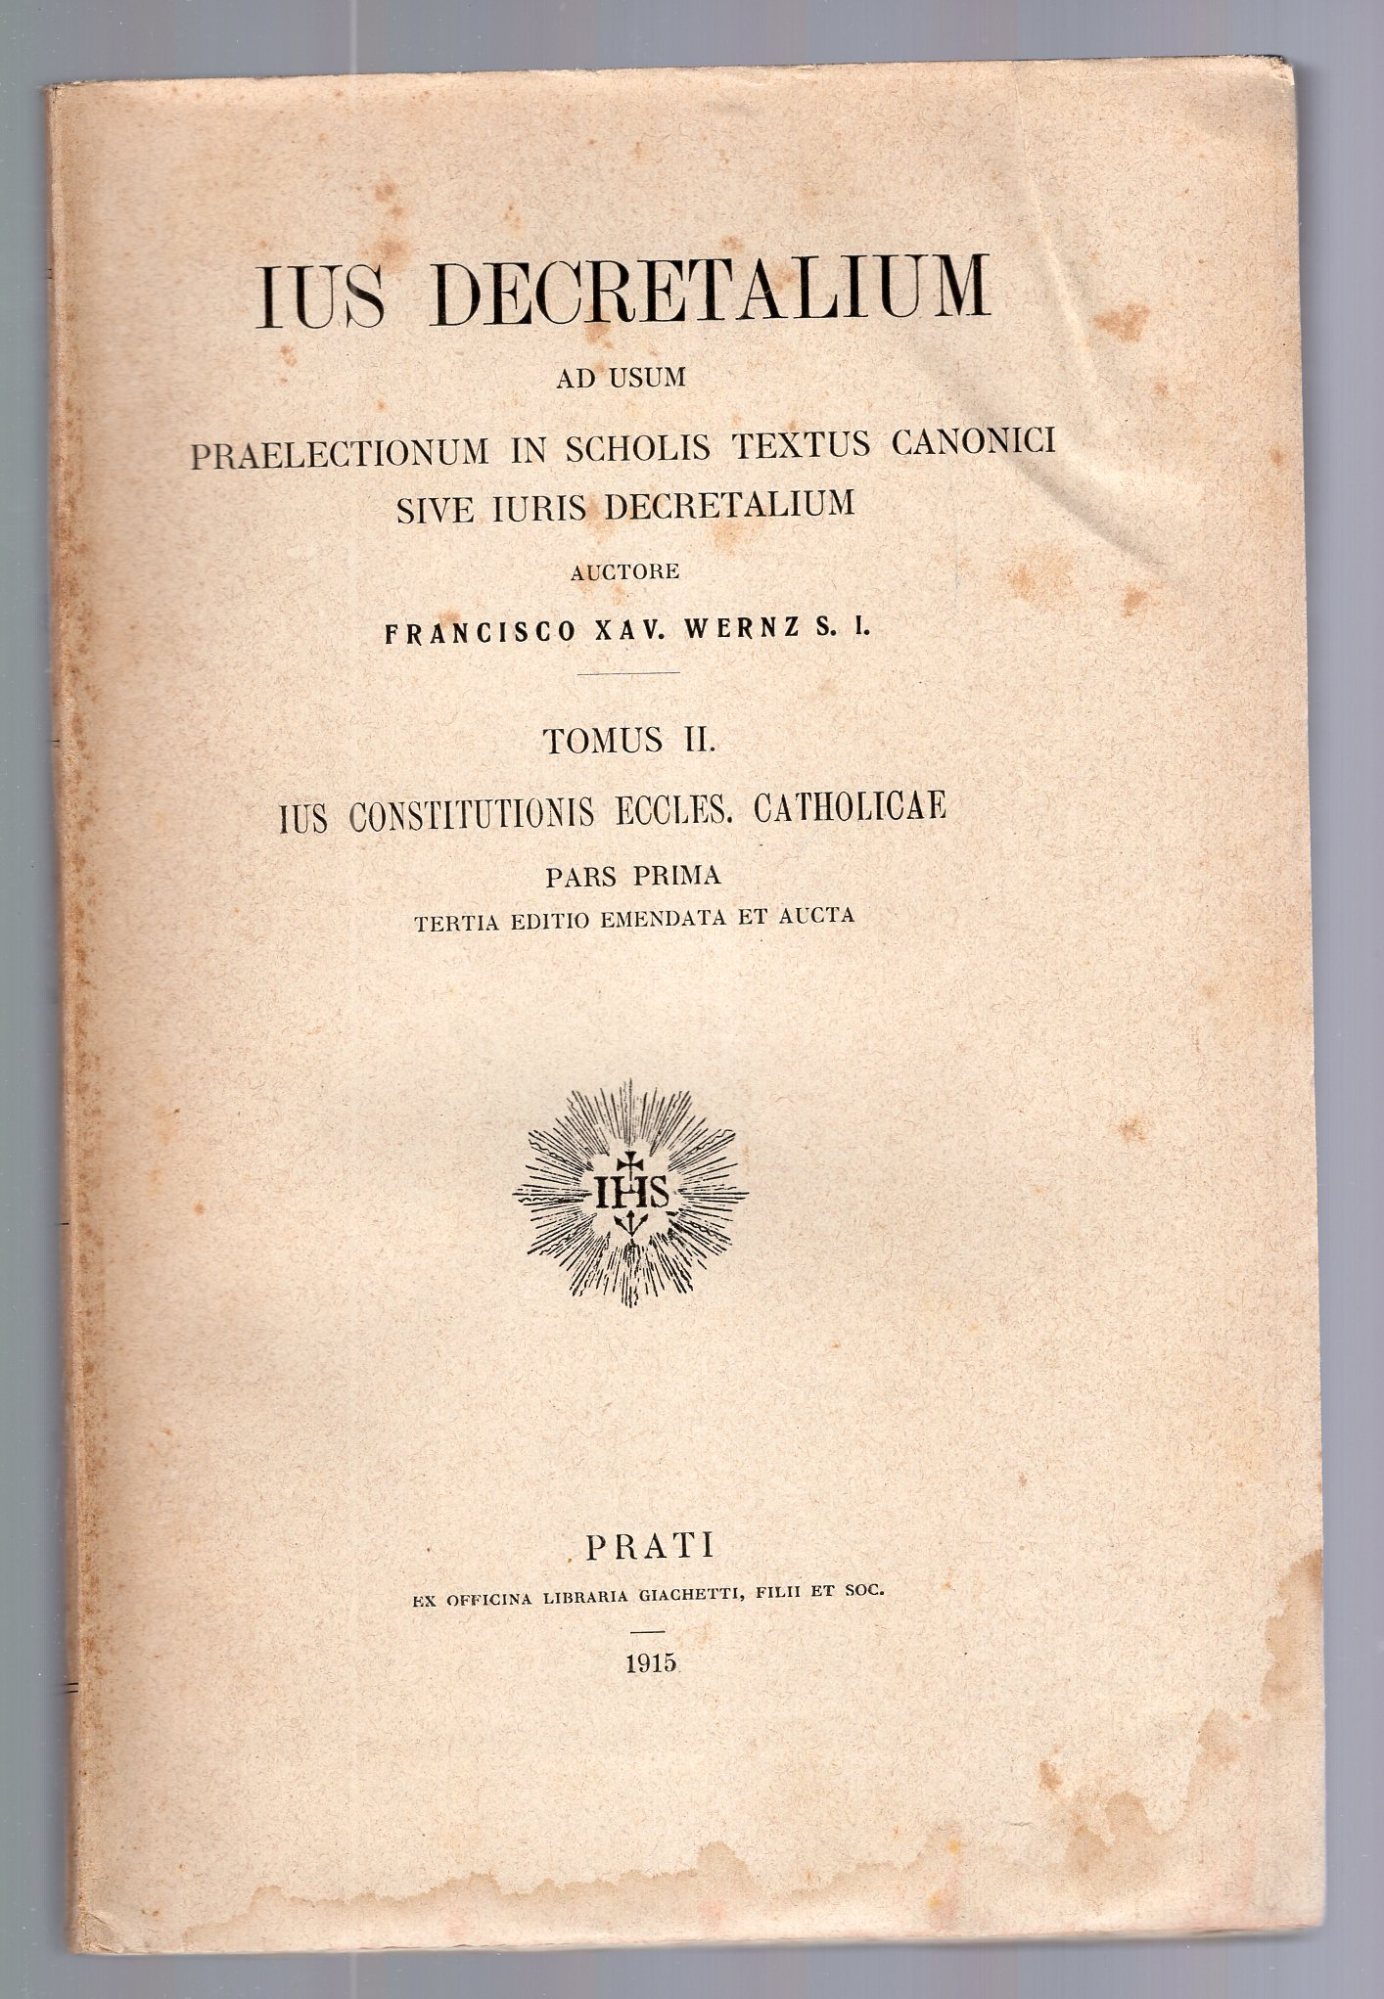 IUS DECRETALIUM
AD USUM
PRAELECTIONUM IN SCHOLIS TEXTUS CANONICI
SIVE IURIS DECRETALIUM
AUCTORE
FRANCISCO XAV. WERNZ S. I.
TOMUS II.
IUS CONSTITUTIONIS ECCLES. CATHOLICAE
PARS PRIMA
TERTIA EDITIO EMENDATA ET AUCTA
IHS
PRATI
EX OFFICINA LIBRARIA GIACHETTI, FILII ET SOC.
1915